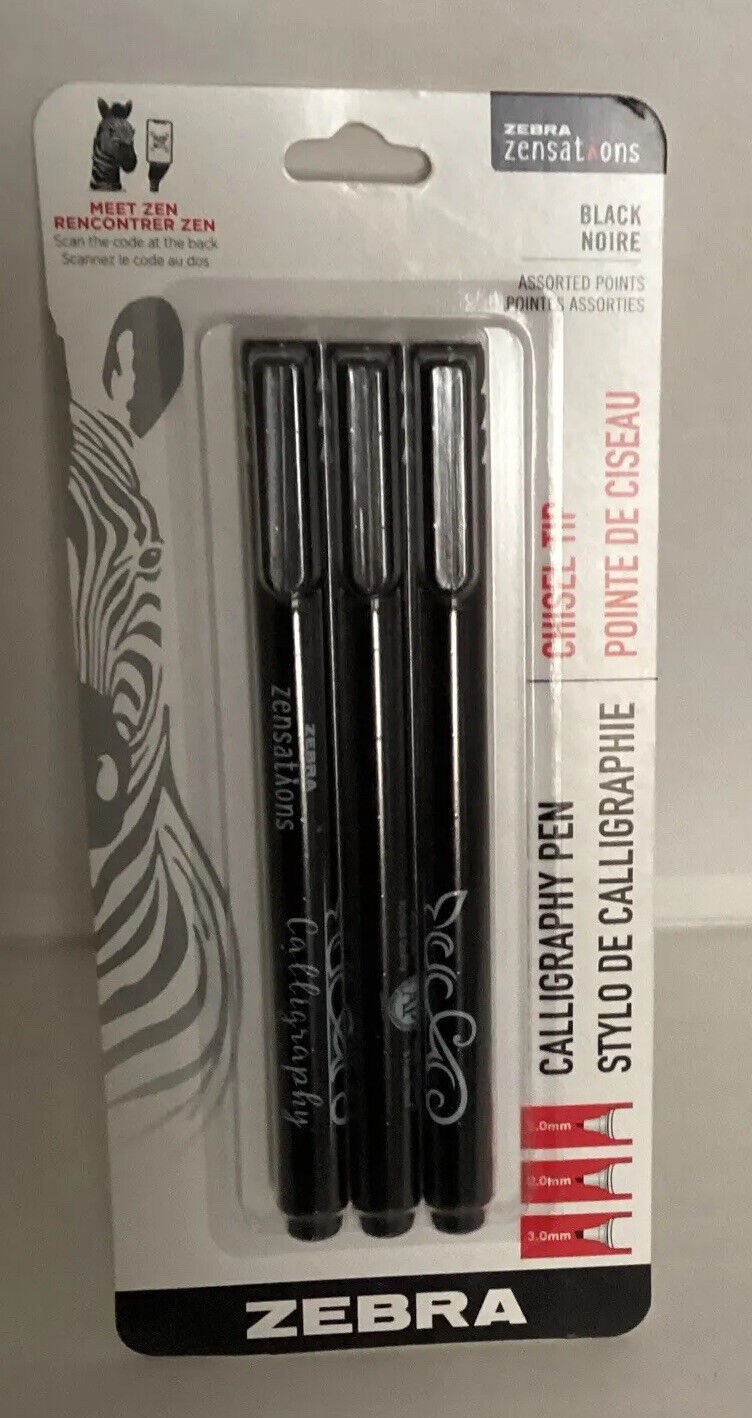 MEET ZEN
RENCONTRER ZEN
Scan the code at the back
Scannez le code au dos
ZEBRA
zensations
BLACK
NOIRE
ASSORTED POINTS
POINTES ASSORTIES
CHISEL TIP
POINTE DE CISEAU
CALLIGRAPHY PEN
STYLO DE CALLIGRAPHIE
ZEBRA
zensations
Calligraphy
.0mm
2.0mm
3.0mm
ZEBRA